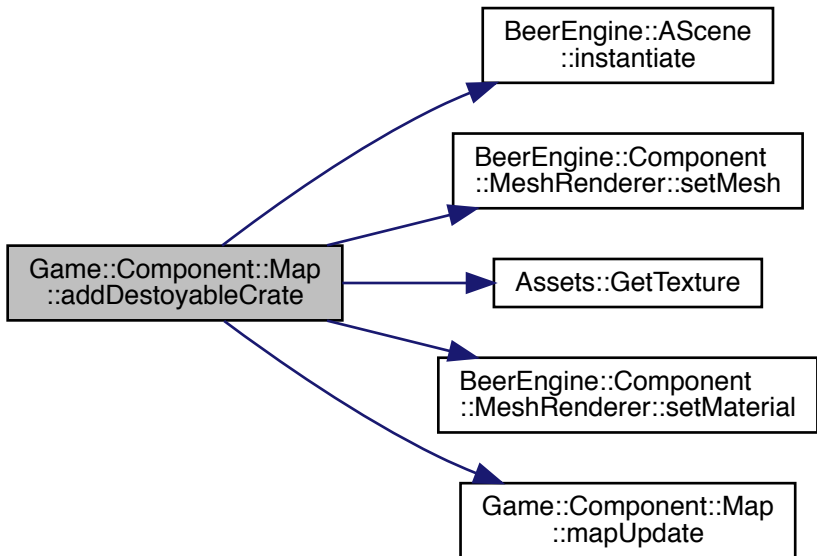 Game::Component::Map
::addDestoyableCrate
BeerEngine::AScene
::instantiate
BeerEngine::Component
::MeshRenderer::setMesh
Assets::GetTexture
BeerEngine::Component
::MeshRenderer::setMaterial
Game::Component::Map
::mapUpdate